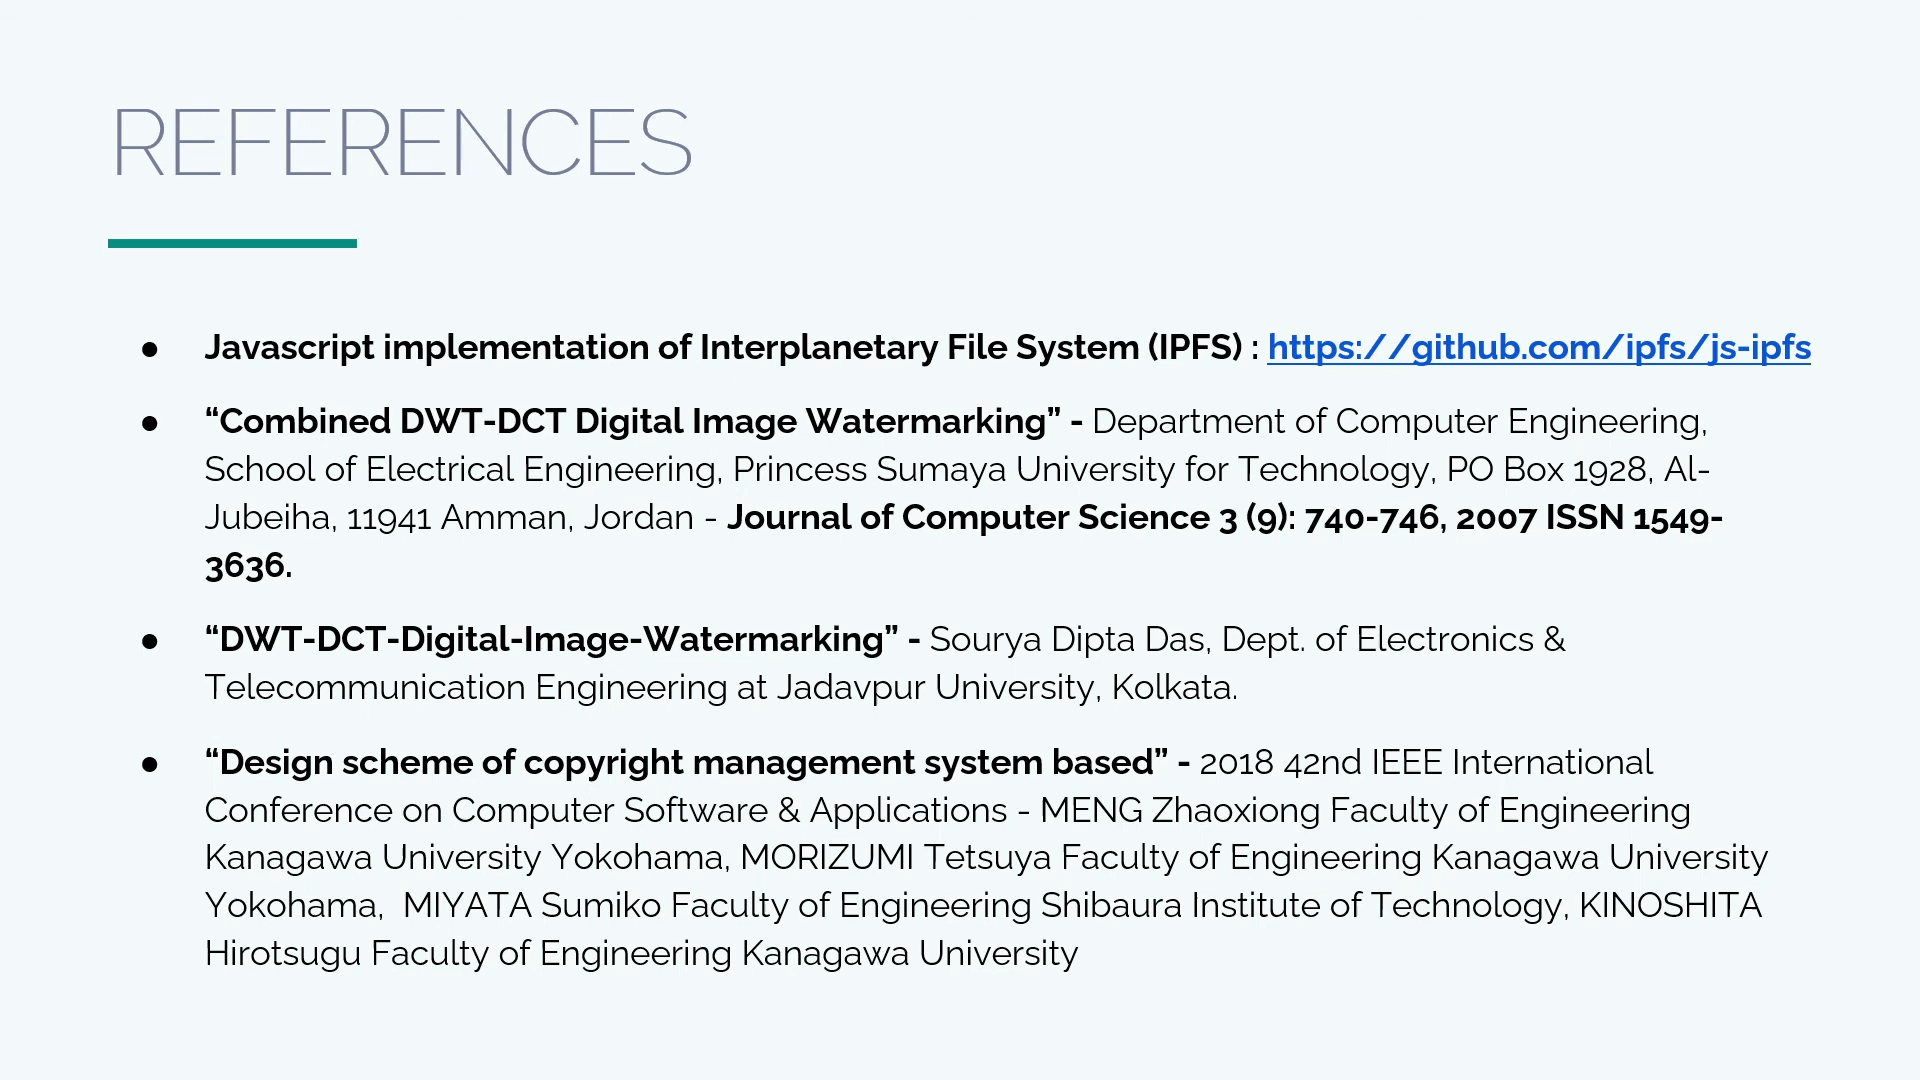 REFERENCES
● Javascript implementation of Interplanetary File System (IPFS) : https://github.com/ipfs/js-ipfs
● “Combined DWT-DCT Digital Image Watermarking” - Department of Computer Engineering,
School of Electrical Engineering, Princess Sumaya University for Technology, PO Box 1928, Al-
Jubeiha, 11941 Amman, Jordan - Journal of Computer Science 3 (9): 740-746, 2007 ISSN 1549-
3636.
● “DWT-DCT-Digital-Image-Watermarking” - Sourya Dipta Das, Dept. of Electronics &
Telecommunication Engineering at Jadavpur University, Kolkata.
● “Design scheme of copyright management system based” - 2018 42nd IEEE International
Conference on Computer Software & Applications - MENG Zhaoxiong Faculty of Engineering
Kanagawa University Yokohama, MORIZUMI Tetsuya Faculty of Engineering Kanagawa University
Yokohama,  MIYATA Sumiko Faculty of Engineering Shibaura Institute of Technology, KINOSHITA
Hirotsugu Faculty of Engineering Kanagawa University